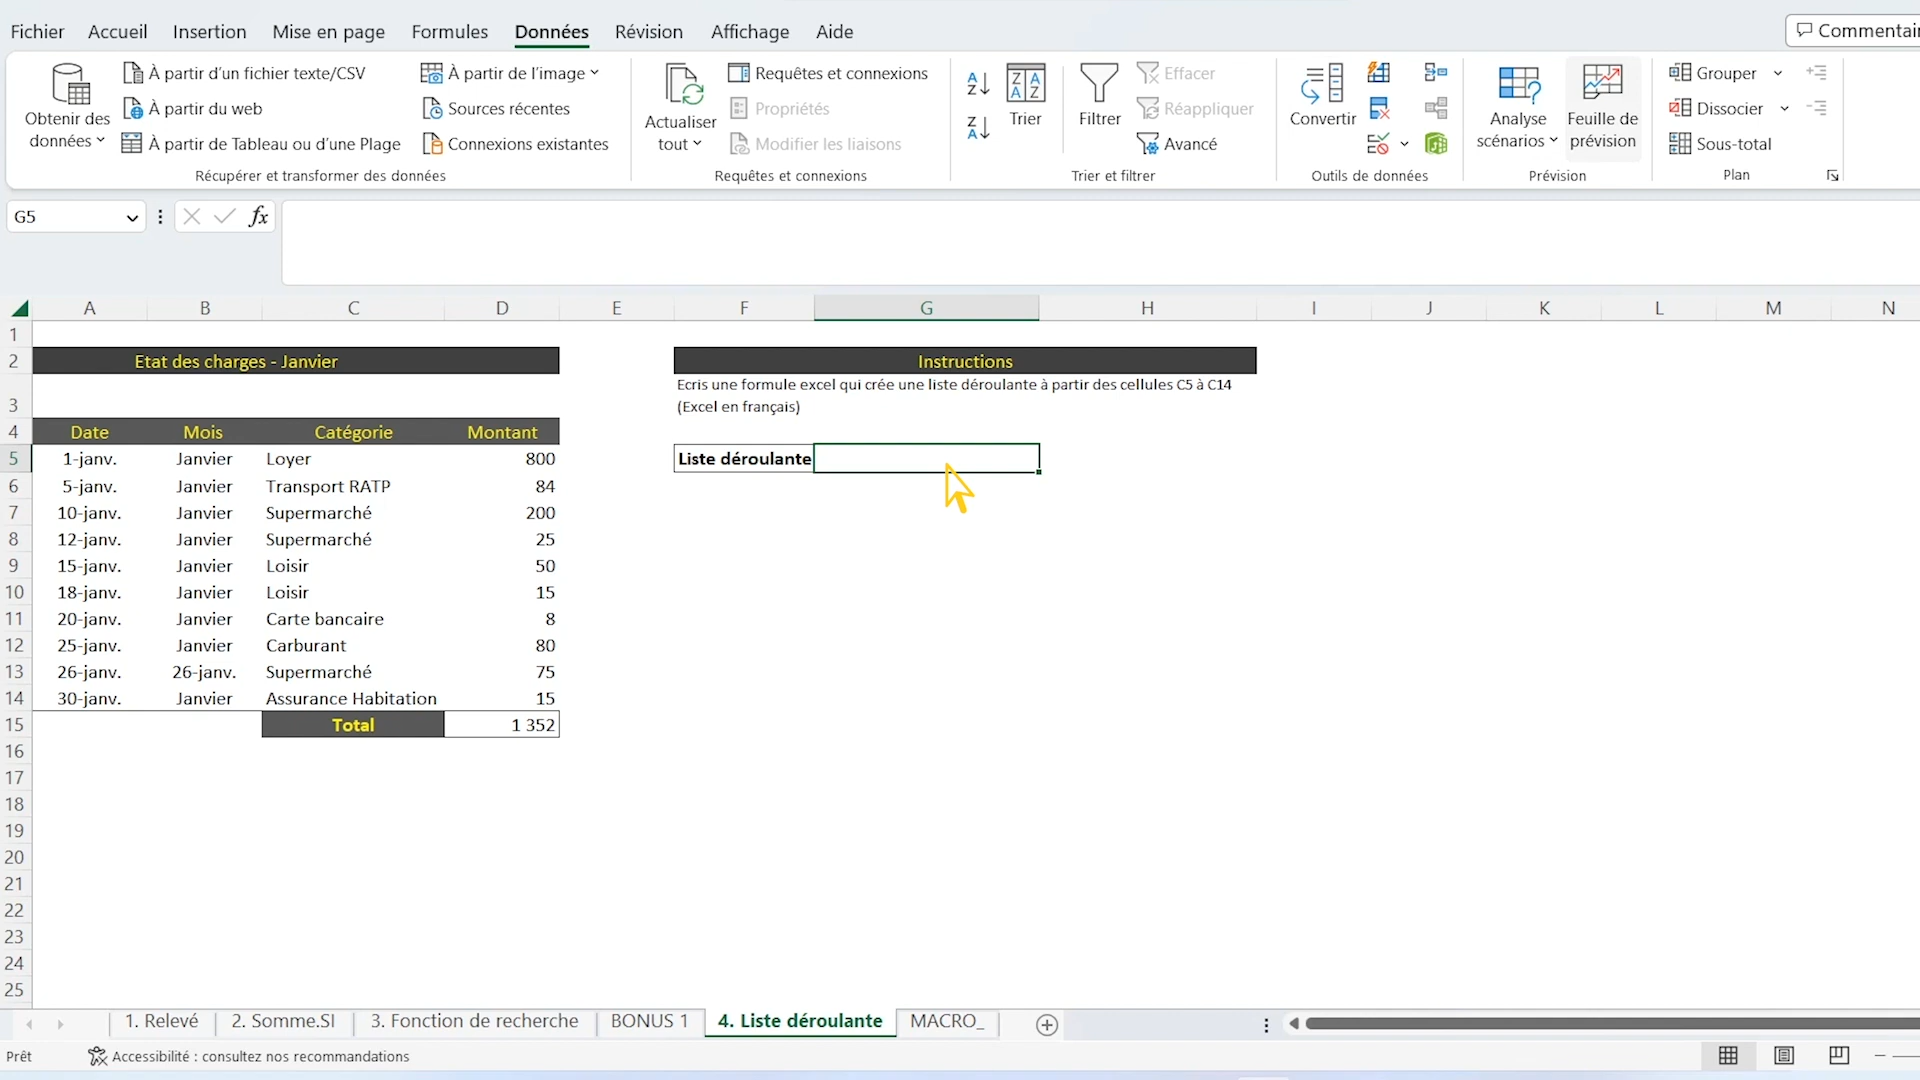 Fichier Accueil Insertion Mise en page Formules Données Révision Affichage Aide
Commentair
Obtenir des données
À partir d'un fichier texte/CSV
À partir du web
À partir de Tableau ou d'une Plage
À partir de l'image
Sources récentes
Connexions existantes
Récupérer et transformer des données
Actualiser tout
Requêtes et connexions
Propriétés
Modifier les liaisons
Requêtes et connexions
Trier
Filtrer
Effacer
Réappliquer
Avancé
Trier et filtrer
Convertir
Outils de données
Analyse scénarios
Feuille de prévision
Prévision
Grouper
Dissocier
Sous-total
Plan
G5
fx
A B C D E F G H I J K L M N
1
2 Etat des charges - Janvier Instructions
3 Ecris une formule excel qui crée une liste déroulante à partir des cellules C5 à C14
(Excel en français)
4 Date Mois Catégorie Montant
5 1-janv. Janvier Loyer 800 Liste déroulante
6 5-janv. Janvier Transport RATP 84
7 10-janv. Janvier Supermarché 200
8 12-janv. Janvier Supermarché 25
9 15-janv. Janvier Loisir 50
10 18-janv. Janvier Loisir 15
11 20-janv. Janvier Carte bancaire 8
12 25-janv. Janvier Carburant 80
13 26-janv. 26-janv. Supermarché 75
14 30-janv. Janvier Assurance Habitation 15
15 Total 1 352
16
17
18
19
20
21
22
23
24
25
1. Relevé 2. Somme.SI 3. Fonction de recherche BONUS 1 4. Liste déroulante MACRO_
Prêt Accessibilité : consultez nos recommandations